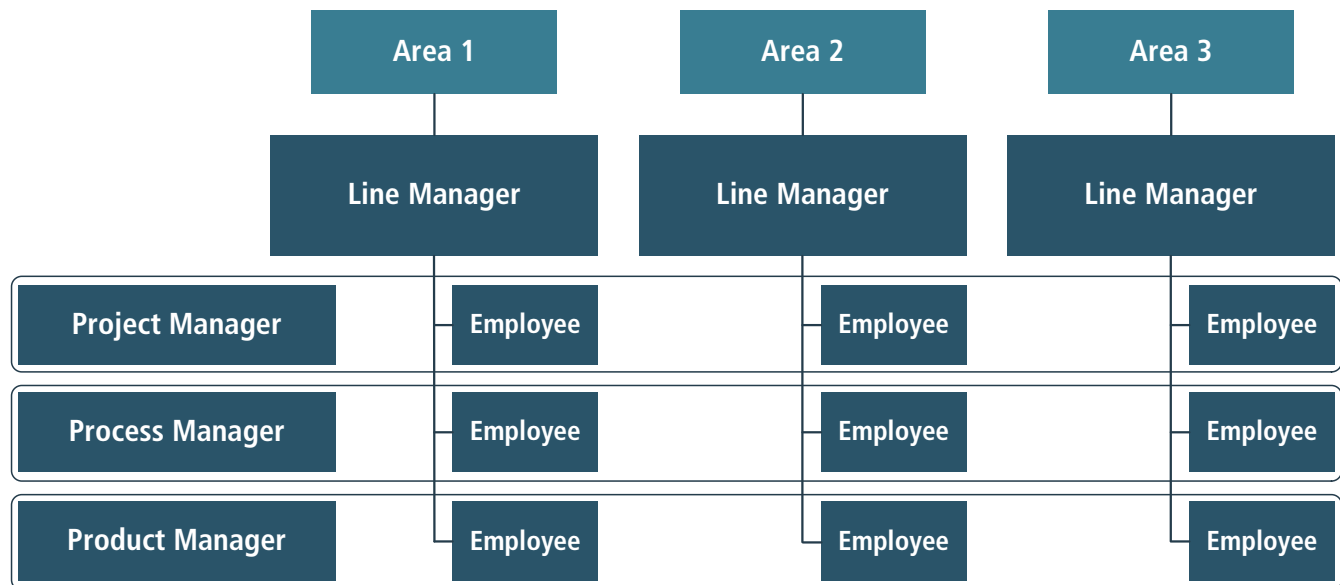 Area 1
Area 2
Area 3
Line Manager
Line Manager
Line Manager
Project Manager
Employee
Employee
Employee
Process Manager
Employee
Employee
Employee
Product Manager
Employee
Employee
Employee